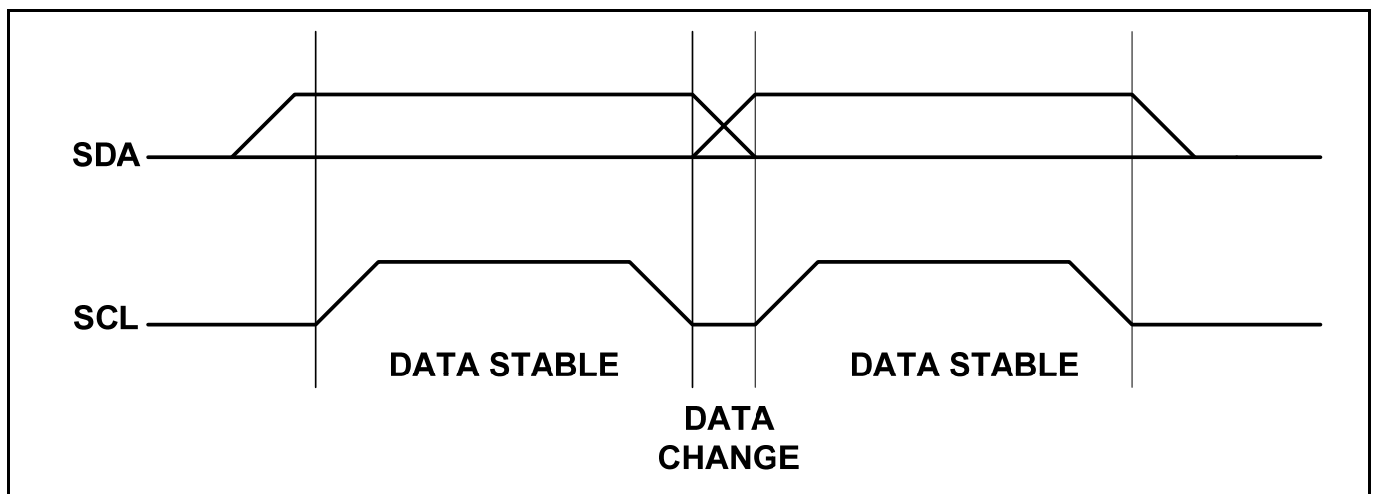 SDA
SCL
DATA STABLE
DATA STABLE
DATA
CHANGE